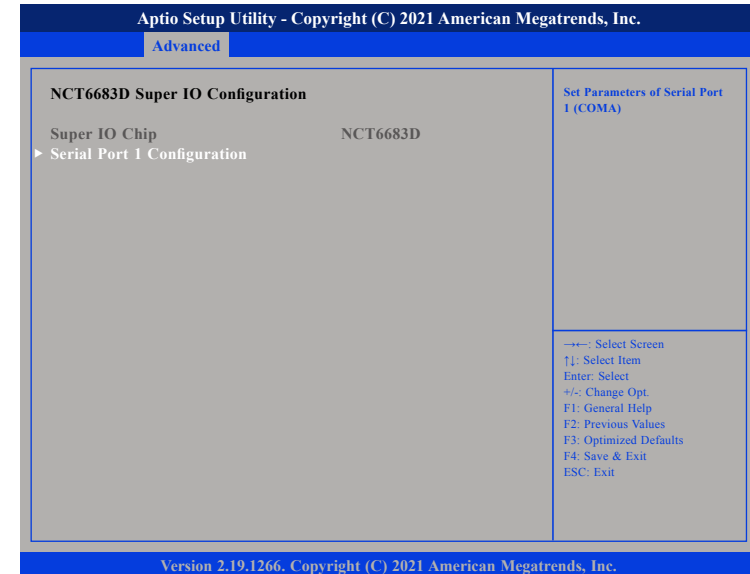 Aptio Setup Utility - Copyright (C) 2021 American Megatrends, Inc.
Advanced
NCT6683D Super IO Configuration
Super IO Chip NCT6683D
▶ Serial Port 1 Configuration
Set Parameters of Serial Port
1 (COMA)
→←: Select Screen
↑↓: Select Item
Enter: Select
+/-: Change Opt.
F1: General Help
F2: Previous Values
F3: Optimized Defaults
F4: Save & Exit
ESC: Exit
Version 2.19.1266. Copyright (C) 2021 American Megatrends, Inc.